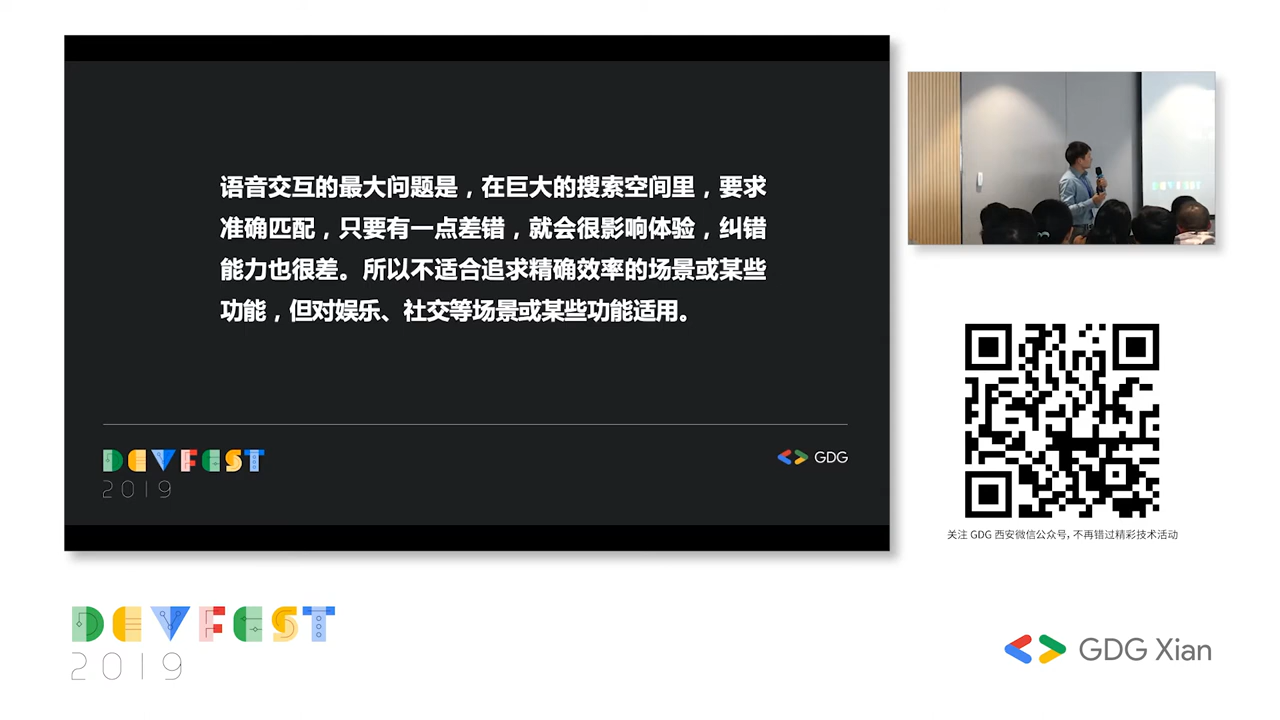 语音交互的最大问题是，在巨大的搜索空间里，要求
准确匹配，只要有一点差错，就会很影响体验，纠错
能力也很差。所以不适合追求精确效率的场景或某些
功能，但对娱乐、社交等场景或某些功能适用。
DEVFEST
2019
GDG
关注 GDG 西安微信公众号, 不再错过精彩技术活动
DEVFEST
2019
GDG Xian